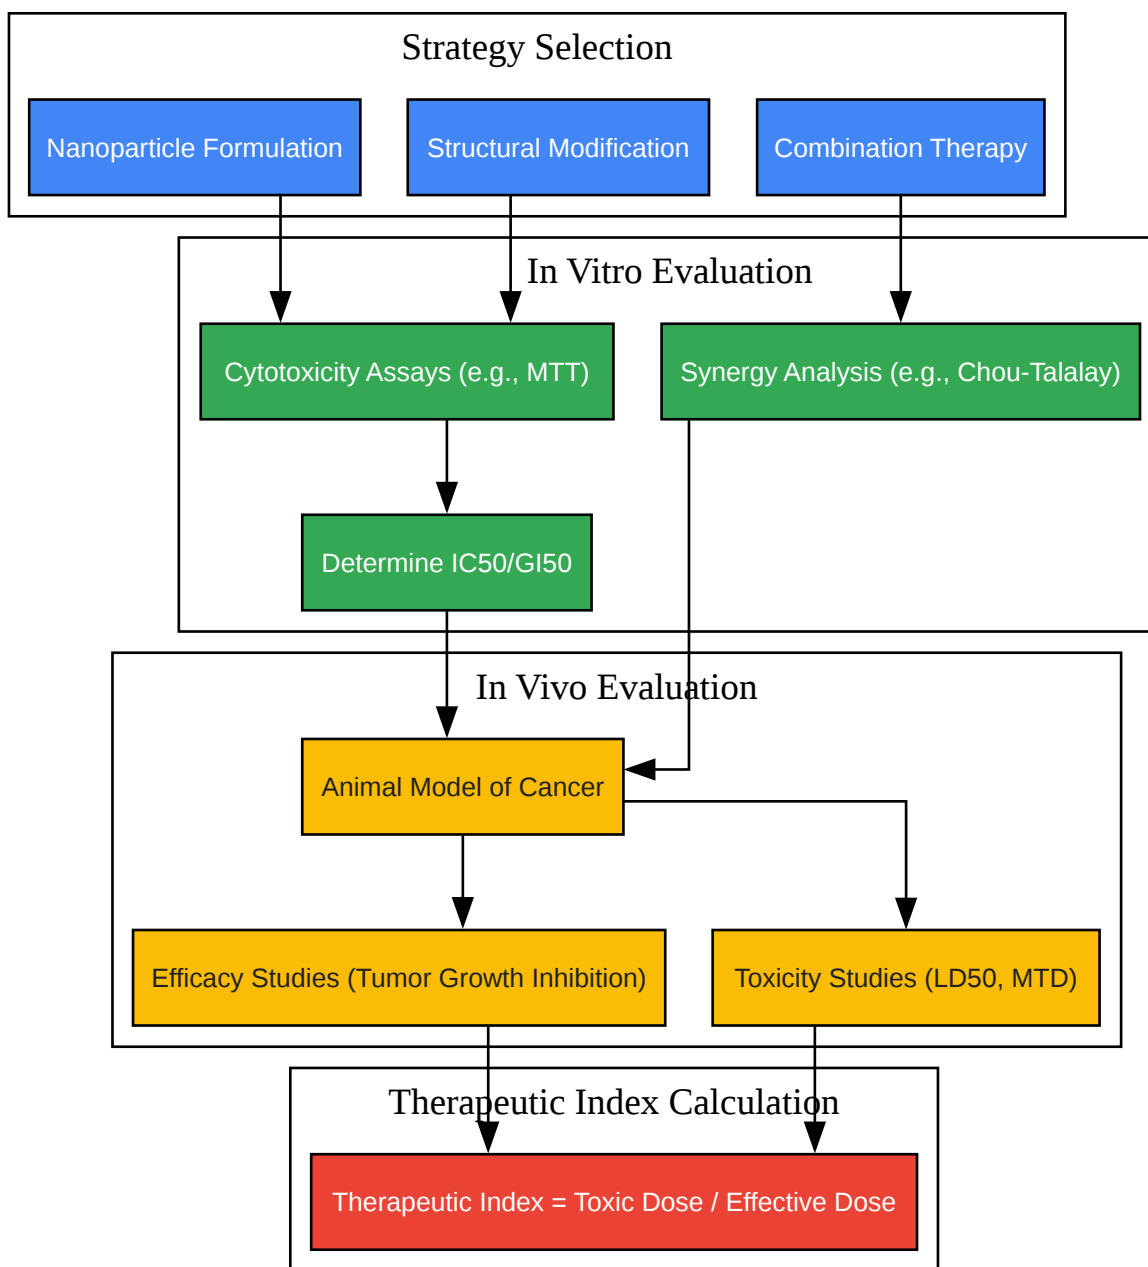 Strategy Selection
Nanoparticle Formulation
Structural Modification
Combination Therapy
In Vitro Evaluation
Cytotoxicity Assays (e.g., MTT)
Synergy Analysis (e.g., Chou-Talalay)
Determine IC50/GI50
In Vivo Evaluation
Animal Model of Cancer
Efficacy Studies (Tumor Growth Inhibition)
Toxicity Studies (LD50, MTD)
Therapeutic Index Calculation
Therapeutic Index = Toxic Dose / Effective Dose